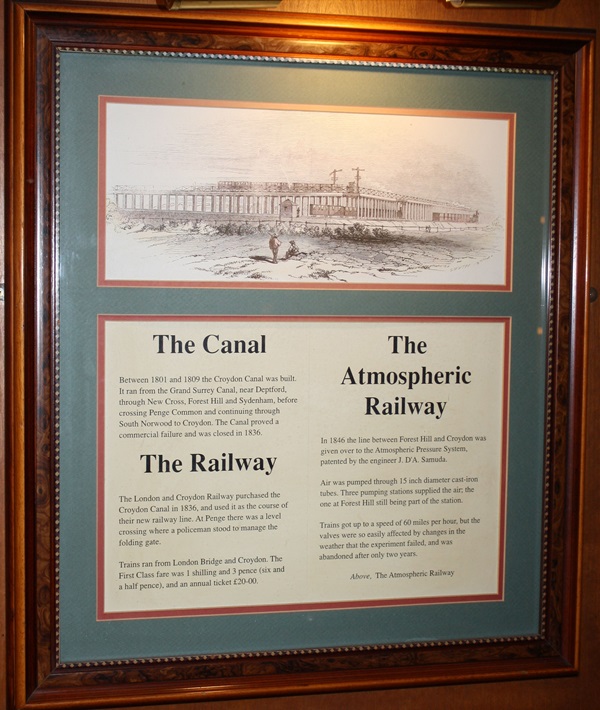 The Canal
Between 1801 and 1809 the Croydon Canal was built.
It ran from the Grand Surrey Canal, near Deptford,
through New Cross, Forest Hill and Sydenham, before
crossing Penge Common and continuing through
South Norwood to Croydon. The Canal proved a
commercial failure and was closed in 1836.
The Railway
The London and Croydon Railway purchased the
Croydon Canal in 1836, and used it as the course of
their new railway line. At Penge there was a level
crossing where a policeman stood to manage the
folding gate.
Trains ran from London Bridge and Croydon. The
First Class fare was 1 shilling and 3 pence (six and
a half pence), and an annual ticket £20-00.
The
Atmospheric
Railway
In 1846 the line between Forest Hill and Croydon was
given over to the Atmospheric Pressure System,
patented by the engineer J. D'A. Samuda.
Air was pumped through 15 inch diameter cast-iron
tubes. Three pumping stations supplied the air; the
one at Forest Hill still being part of the station.
Trains got up to a speed of 60 miles per hour, but the
valves were so easily affected by changes in the
weather that the experiment failed, and was
abandoned after only two years.
Above, The Atmospheric Railway